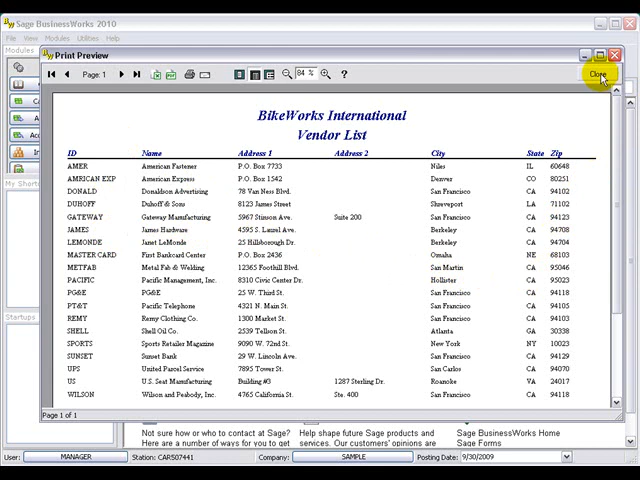 Sage BusinessWorks 2010
File View Modules Utilities Help
Modules
Print Preview
Page: 1
84 %
?
Close
BikeWorks International
Vendor List
ID Name Address 1 Address 2 City State Zip
AMER American Fastener P.O. Box 7733 Niles IL 60648
AMRICAN EXP American Express P.O. Box 1542 Denver CO 80251
DONALD Donaldson Advertising 78 Van Ness Blvd. San Francisco CA 94102
DUHOFF Duhoff & Sons 8123 James Street Shreveport LA 71102
GATEWAY Gateway Manufacturing 5967 Stinson Ave. Suite 200 San Francisco CA 94123
JAMES James Hardware 4595 S. Laurel Ave. Berkeley CA 94708
LEMONDE Janet LeMonde 25 Hillsborough Dr. Berkeley CA 94704
MASTER CARD First Bankcard Center P.O. Box 2436 Omaha NE 68103
METFAB Metal Fab & Welding 12365 Foothill Blvd. San Martin CA 95046
PACIFIC Pacific Management, Inc. 8310 Civic Center Dr. Hollister CA 95023
PG&E PG&E 25 W. Third St. San Francisco CA 94118
PT&T Pacific Telephone 4321 N. Main St. San Francisco CA 94105
REMY Remy Clothing Co. 1300 Market St. San Francisco CA 94103
SHELL Shell Oil Co. 2539 Tellson St. Atlanta GA 30338
SPORTS Sports Retailer Magazine 9090 W. 72nd St. New York NY 10023
SUNSET Sunset Bank 29 W. Lincoln Ave. San Francisco CA 94129
UPS United Parcel Service 7895 Tower St. San Carlos CA 94070
US U.S. Seat Manufacturing Building #3 1287 Sterling Dr. Roanoke VA 24017
WILSON Wilson and Peabody, Inc. 4765 California St. Ste. 400 San Francisco CA 94118
My Short
Startups
Page 1 of 1
Not sure how or who to contact at Sage? Help shape future Sage products and Sage BusinessWorks Home
Here are a number of ways for you to get services. Our customers' opinions are Sage Forms
User: MANAGER Station: CAR507441 Company: SAMPLE Posting Date: 9/30/2009